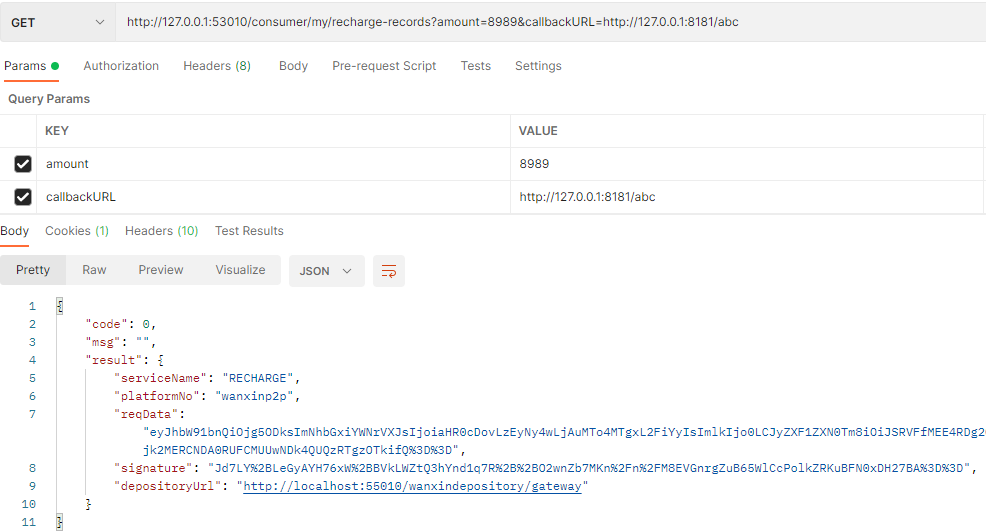 GET http://127.0.0.1:53010/consumer/my/recharge-records?amount=8989&callbackURL=http://127.0.0.1:8181/abc
Params Authorization Headers (8) Body Pre-request Script Tests Settings
Query Params
KEY VALUE
amount 8989
callbackURL http://127.0.0.1:8181/abc
Body Cookies (1) Headers (10) Test Results
Pretty Raw Preview Visualize JSON
1 {
2 "code": 0,
3 "msg": "",
4 "result": {
5 "serviceName": "RECHARGE",
6 "platformNo": "wanxinp2p",
7 "reqData":
"eyJhbW91bnQiOjg5ODksImNhbGxiYWNrVXJsIjoiaHR0cDovLzEyNy4wLjAuMTo4MTgxL2FiYyIsImlkIjo0LCJyZXF1ZXN0Tm8iOiJSRVFfMEE4RDg2
jk2MERCNDA0RUFCMUUwNDk4QUQzRTgzOTkifQ%3D%3D",
8 "signature": "Jd7LY%2BLeGyAYH76xW%2BBVkLWZtQ3hYnd1q7R%2B%2BO2wnZb7MKn%2Fn%2FM8EVGnrgZuB65WlCcPolkZRKuBFN0xDH27BA%3D%3D",
9 "depositoryUrl": "http://localhost:55010/wanxindepository/gateway"
10 }
11 }